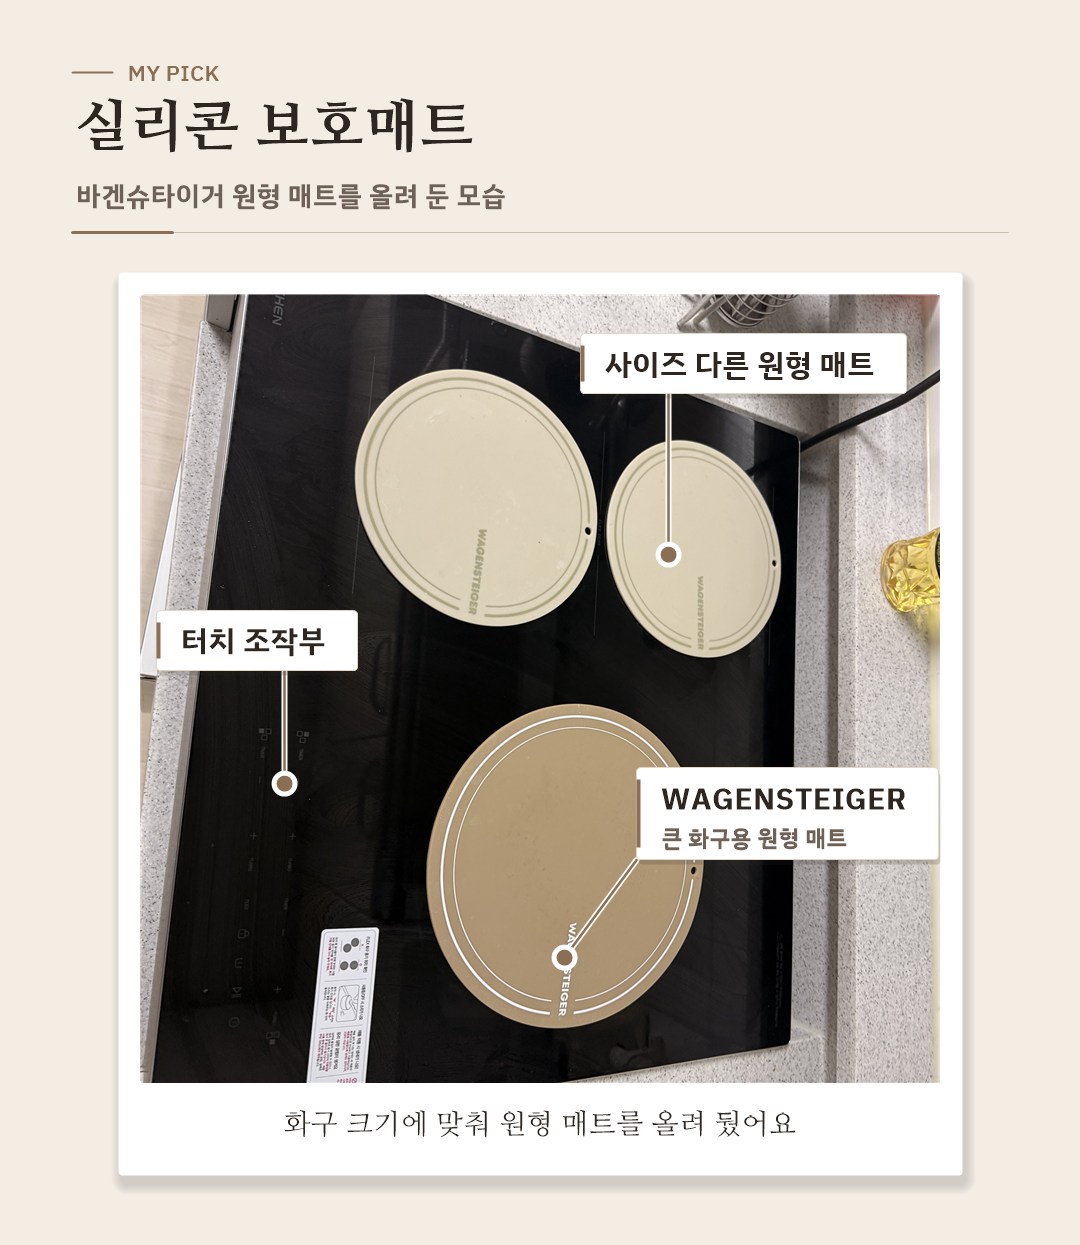 MY PICK
실리콘 보호매트
바겐슈타이거 원형 매트를 올려 둔 모습
사이즈 다른 원형 매트
WAGENSTEIGER
WAGENSTEIGER
터치 조작부
WAGENSTEIGER
큰 화구용 원형 매트
화구 크기에 맞춰 원형 매트를 올려 뒀어요